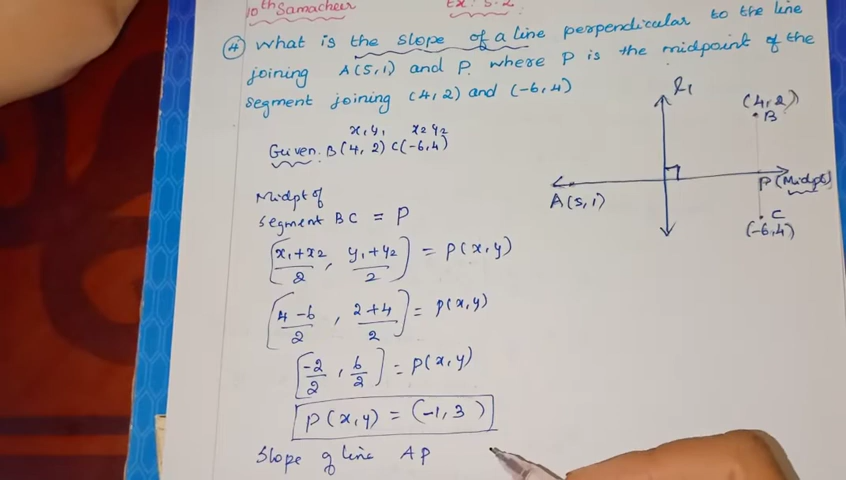 10th Samacheer Ex: 5.2
④ What is the slope of a line perpendicular to the line
joining A(5,1) and P where P is the midpoint of the
segment joining (4,2) and (-6,4)
x₁ y₁ x₂ y₂
Given: B(4, 2) C(-6,4)
Midpt of
Segment BC = P
[x₁+x₂/2, y₁+y₂/2] = P(x,y)
[4-6/2, 2+4/2] = P(x,y)
[-2/2, 6/2] = P(x,y)
P(x,y) = (-1, 3)
Slope of line AP
l₁
(4,2)
B
P(Midpt)
A(5,1)
C
(-6,4)